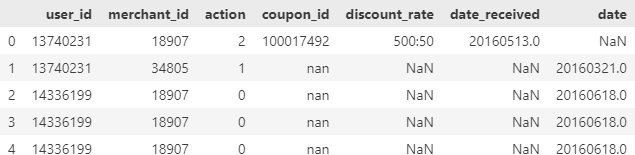 user_id merchant_id action coupon_id discount_rate date_received date
0 13740231 18907 2 100017492 500:50 20160513.0 NaN
1 13740231 34805 1 nan NaN NaN 20160321.0
2 14336199 18907 0 nan NaN NaN 20160618.0
3 14336199 18907 0 nan NaN NaN 20160618.0
4 14336199 18907 0 nan NaN NaN 20160618.0